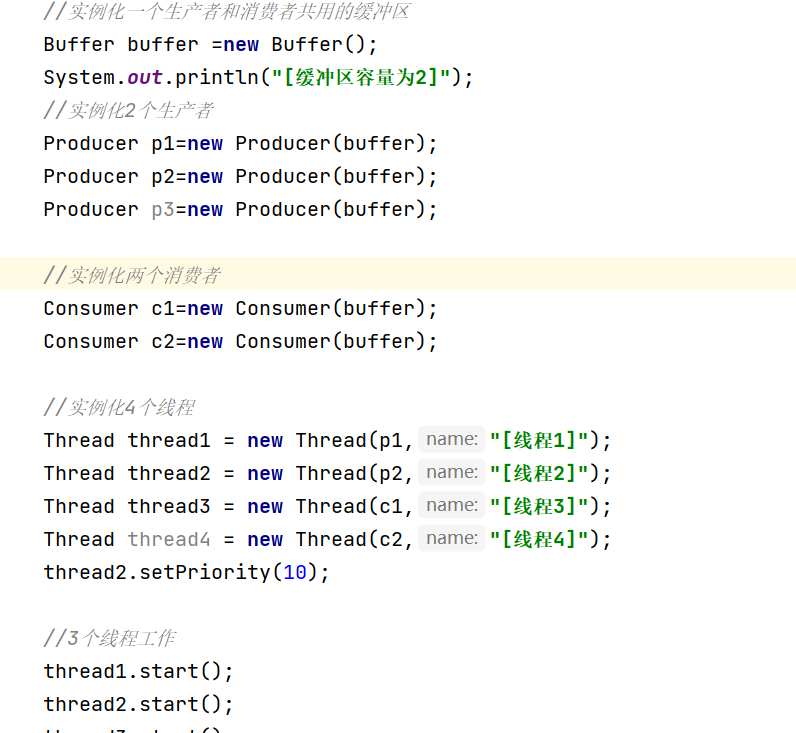 //实例化一个生产者和消费者共用的缓冲区
Buffer buffer =new Buffer();
System.out.println("[缓冲区容量为2]");
//实例化2个生产者
Producer p1=new Producer(buffer);
Producer p2=new Producer(buffer);
Producer p3=new Producer(buffer);
//实例化两个消费者
Consumer c1=new Consumer(buffer);
Consumer c2=new Consumer(buffer);
//实例化4个线程
Thread thread1 = new Thread(p1, name: "[线程1]");
Thread thread2 = new Thread(p2, name: "[线程2]");
Thread thread3 = new Thread(c1, name: "[线程3]");
Thread thread4 = new Thread(c2, name: "[线程4]");
thread2.setPriority(10);
//3个线程工作
thread1.start();
thread2.start();